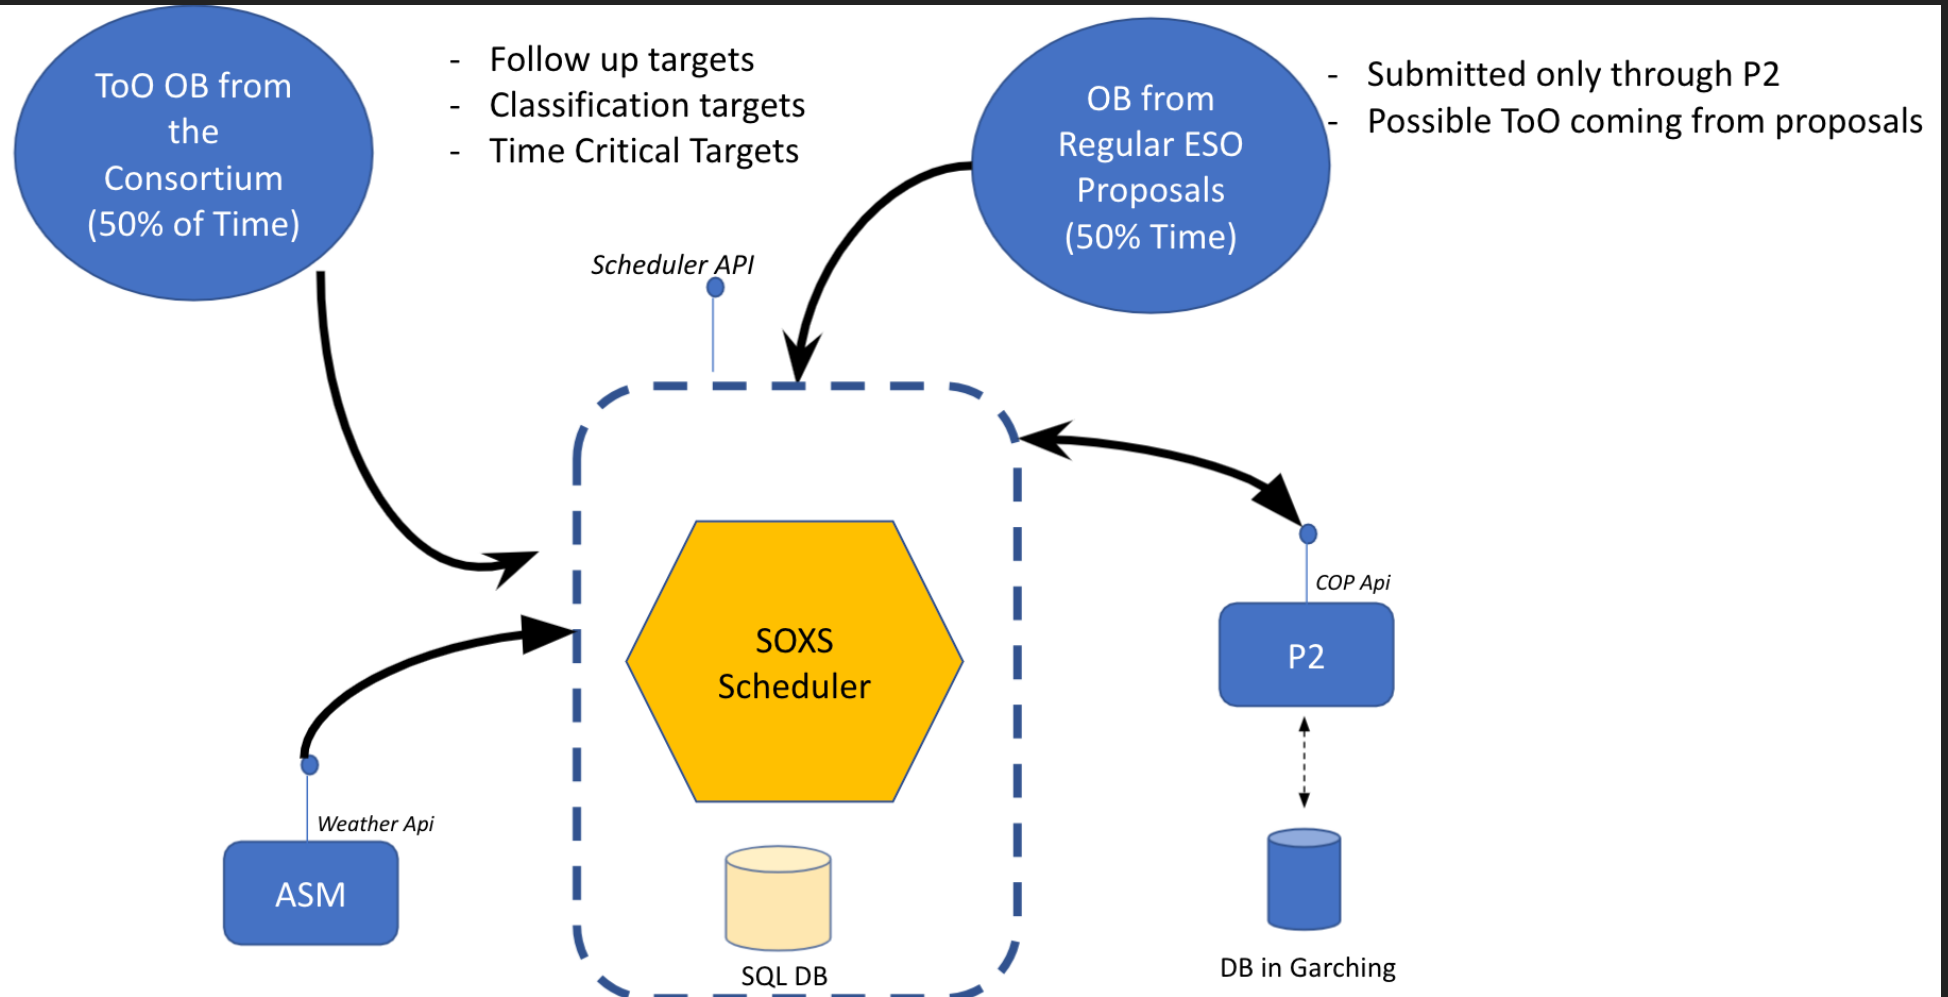 ToO OB from
the
Consortium
(50% of Time)
- Follow up targets
- Classification targets
- Time Critical Targets
OB from
Regular ESO
Proposals
(50% Time)
- Submitted only through P2
- Possible ToO coming from proposals
Scheduler API
SOXS
Scheduler
COP Api
P2
Weather Api
ASM
SQL DB
DB in Garching